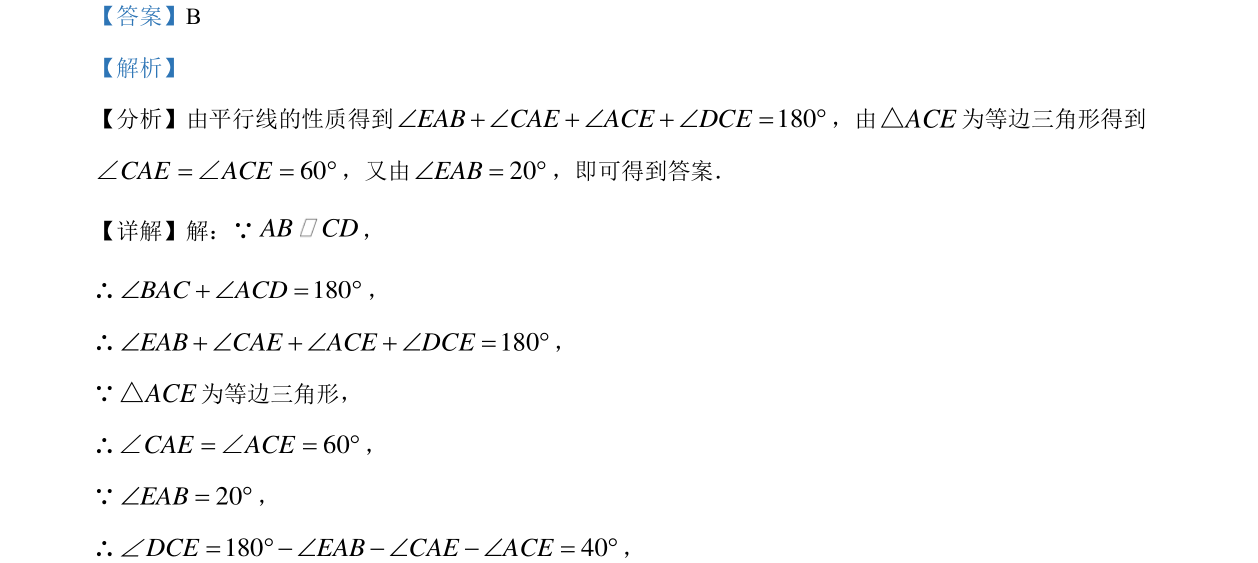 【答案】B
【解析】
【分析】由平行线的性质得到∠EAB+∠CAE+∠ACE+∠DCE=180°，由△ACE为等边三角形得到
∠CAE=∠ACE=60°，又由∠EAB=20°，即可得到答案．
【详解】解：∵AB□CD，
∴∠BAC+∠ACD=180°，
∴∠EAB+∠CAE+∠ACE+∠DCE=180°，
∵△ACE为等边三角形，
∴∠CAE=∠ACE=60°，
∵∠EAB=20°，
∴∠DCE=180°−∠EAB−∠CAE−∠ACE=40°，